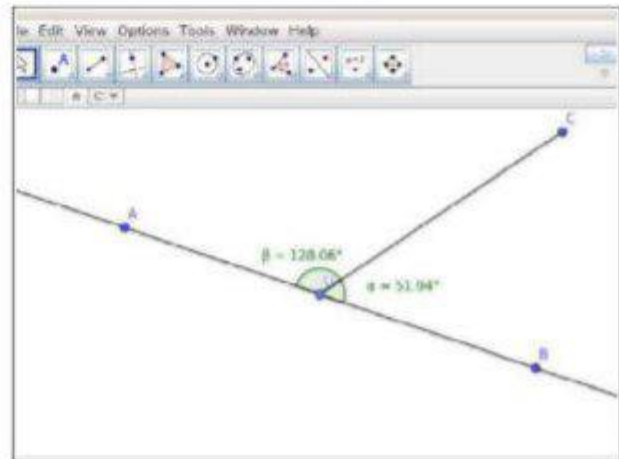 le Edit View Options Tools Window Help
A
C
A
β = 128.06°
α = 51.94°
B